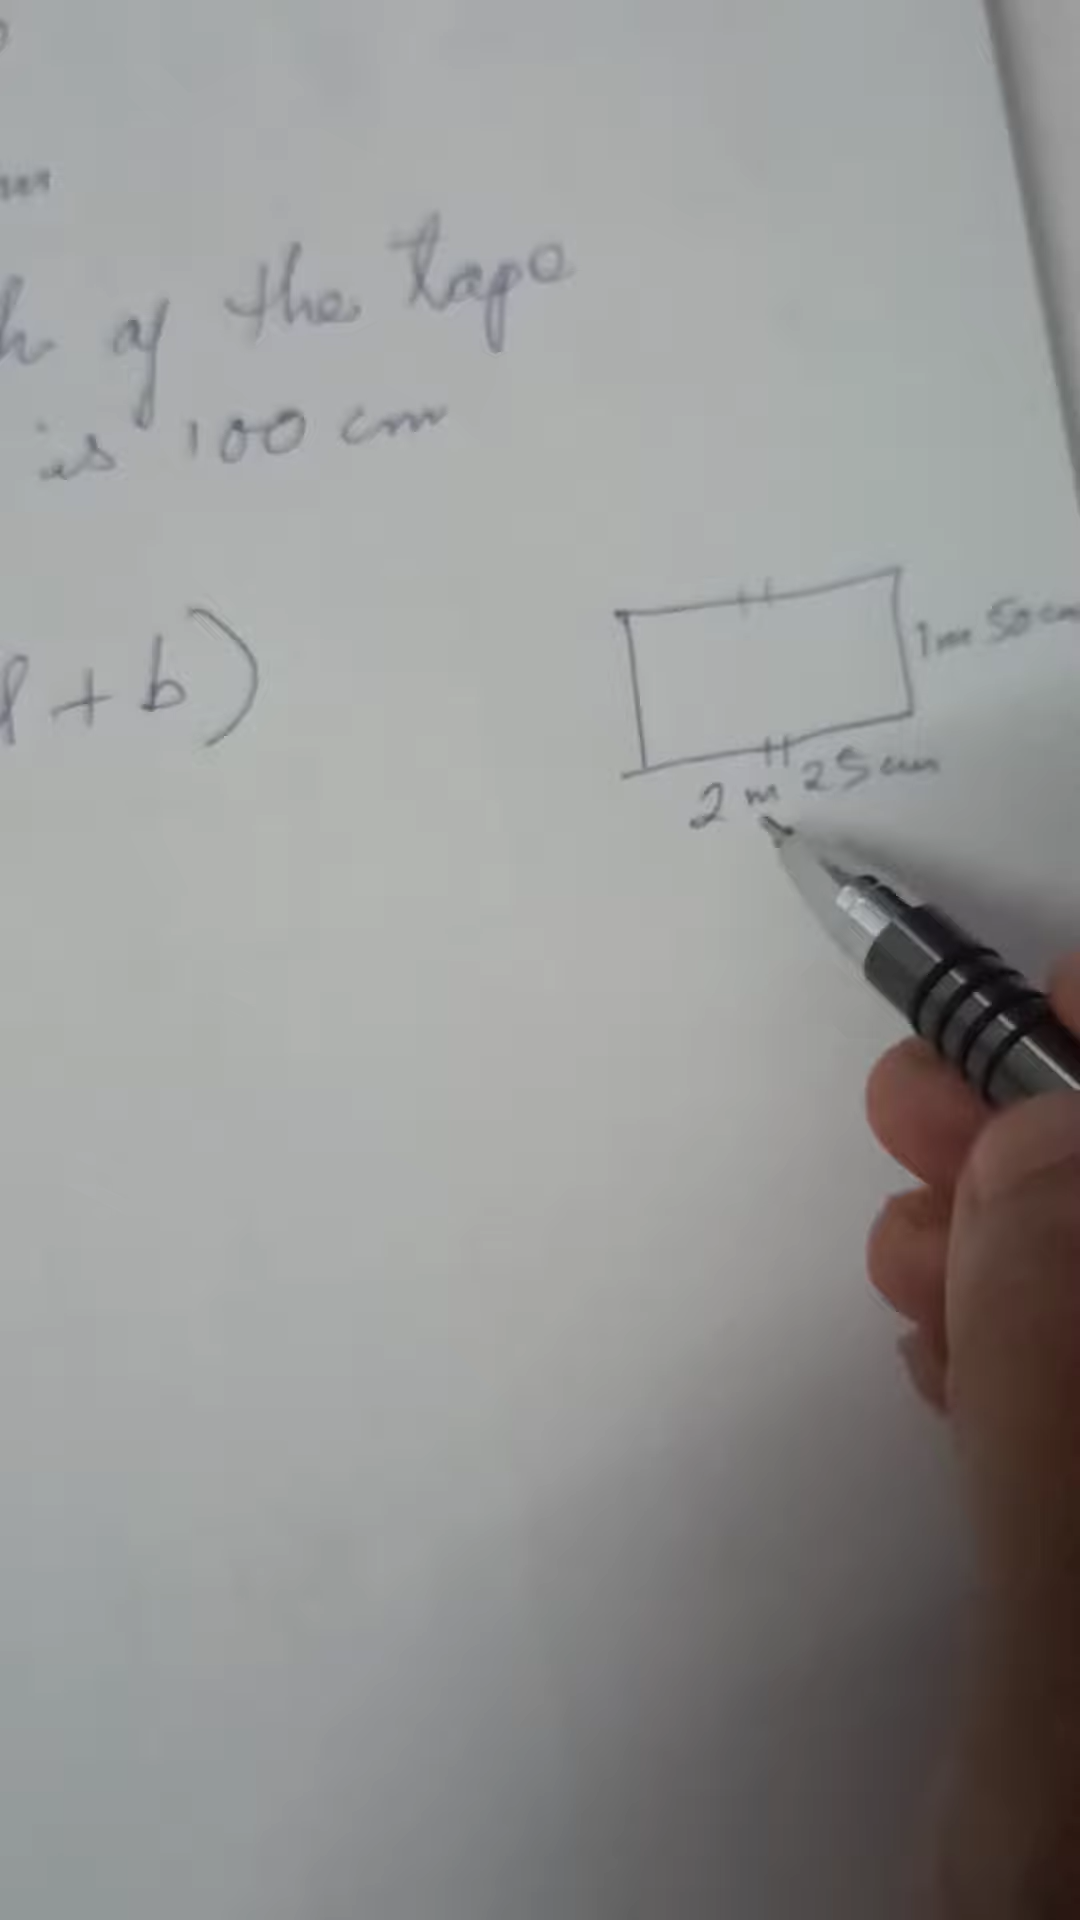 of the tape
is 100 cm
+ b)
1m 50 cm
2 m 25 cm